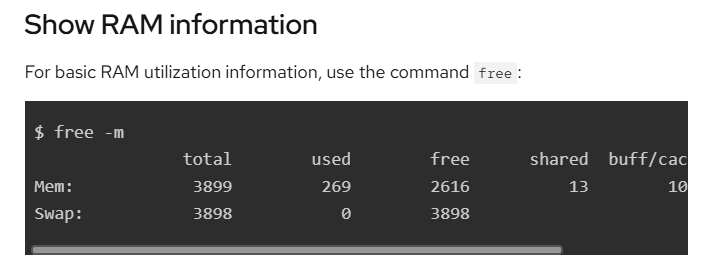 Show RAM information
For basic RAM utilization information, use the command free:
$ free -m
total used free shared buff/cac
Mem: 3899 269 2616 13 10
Swap: 3898 0 3898